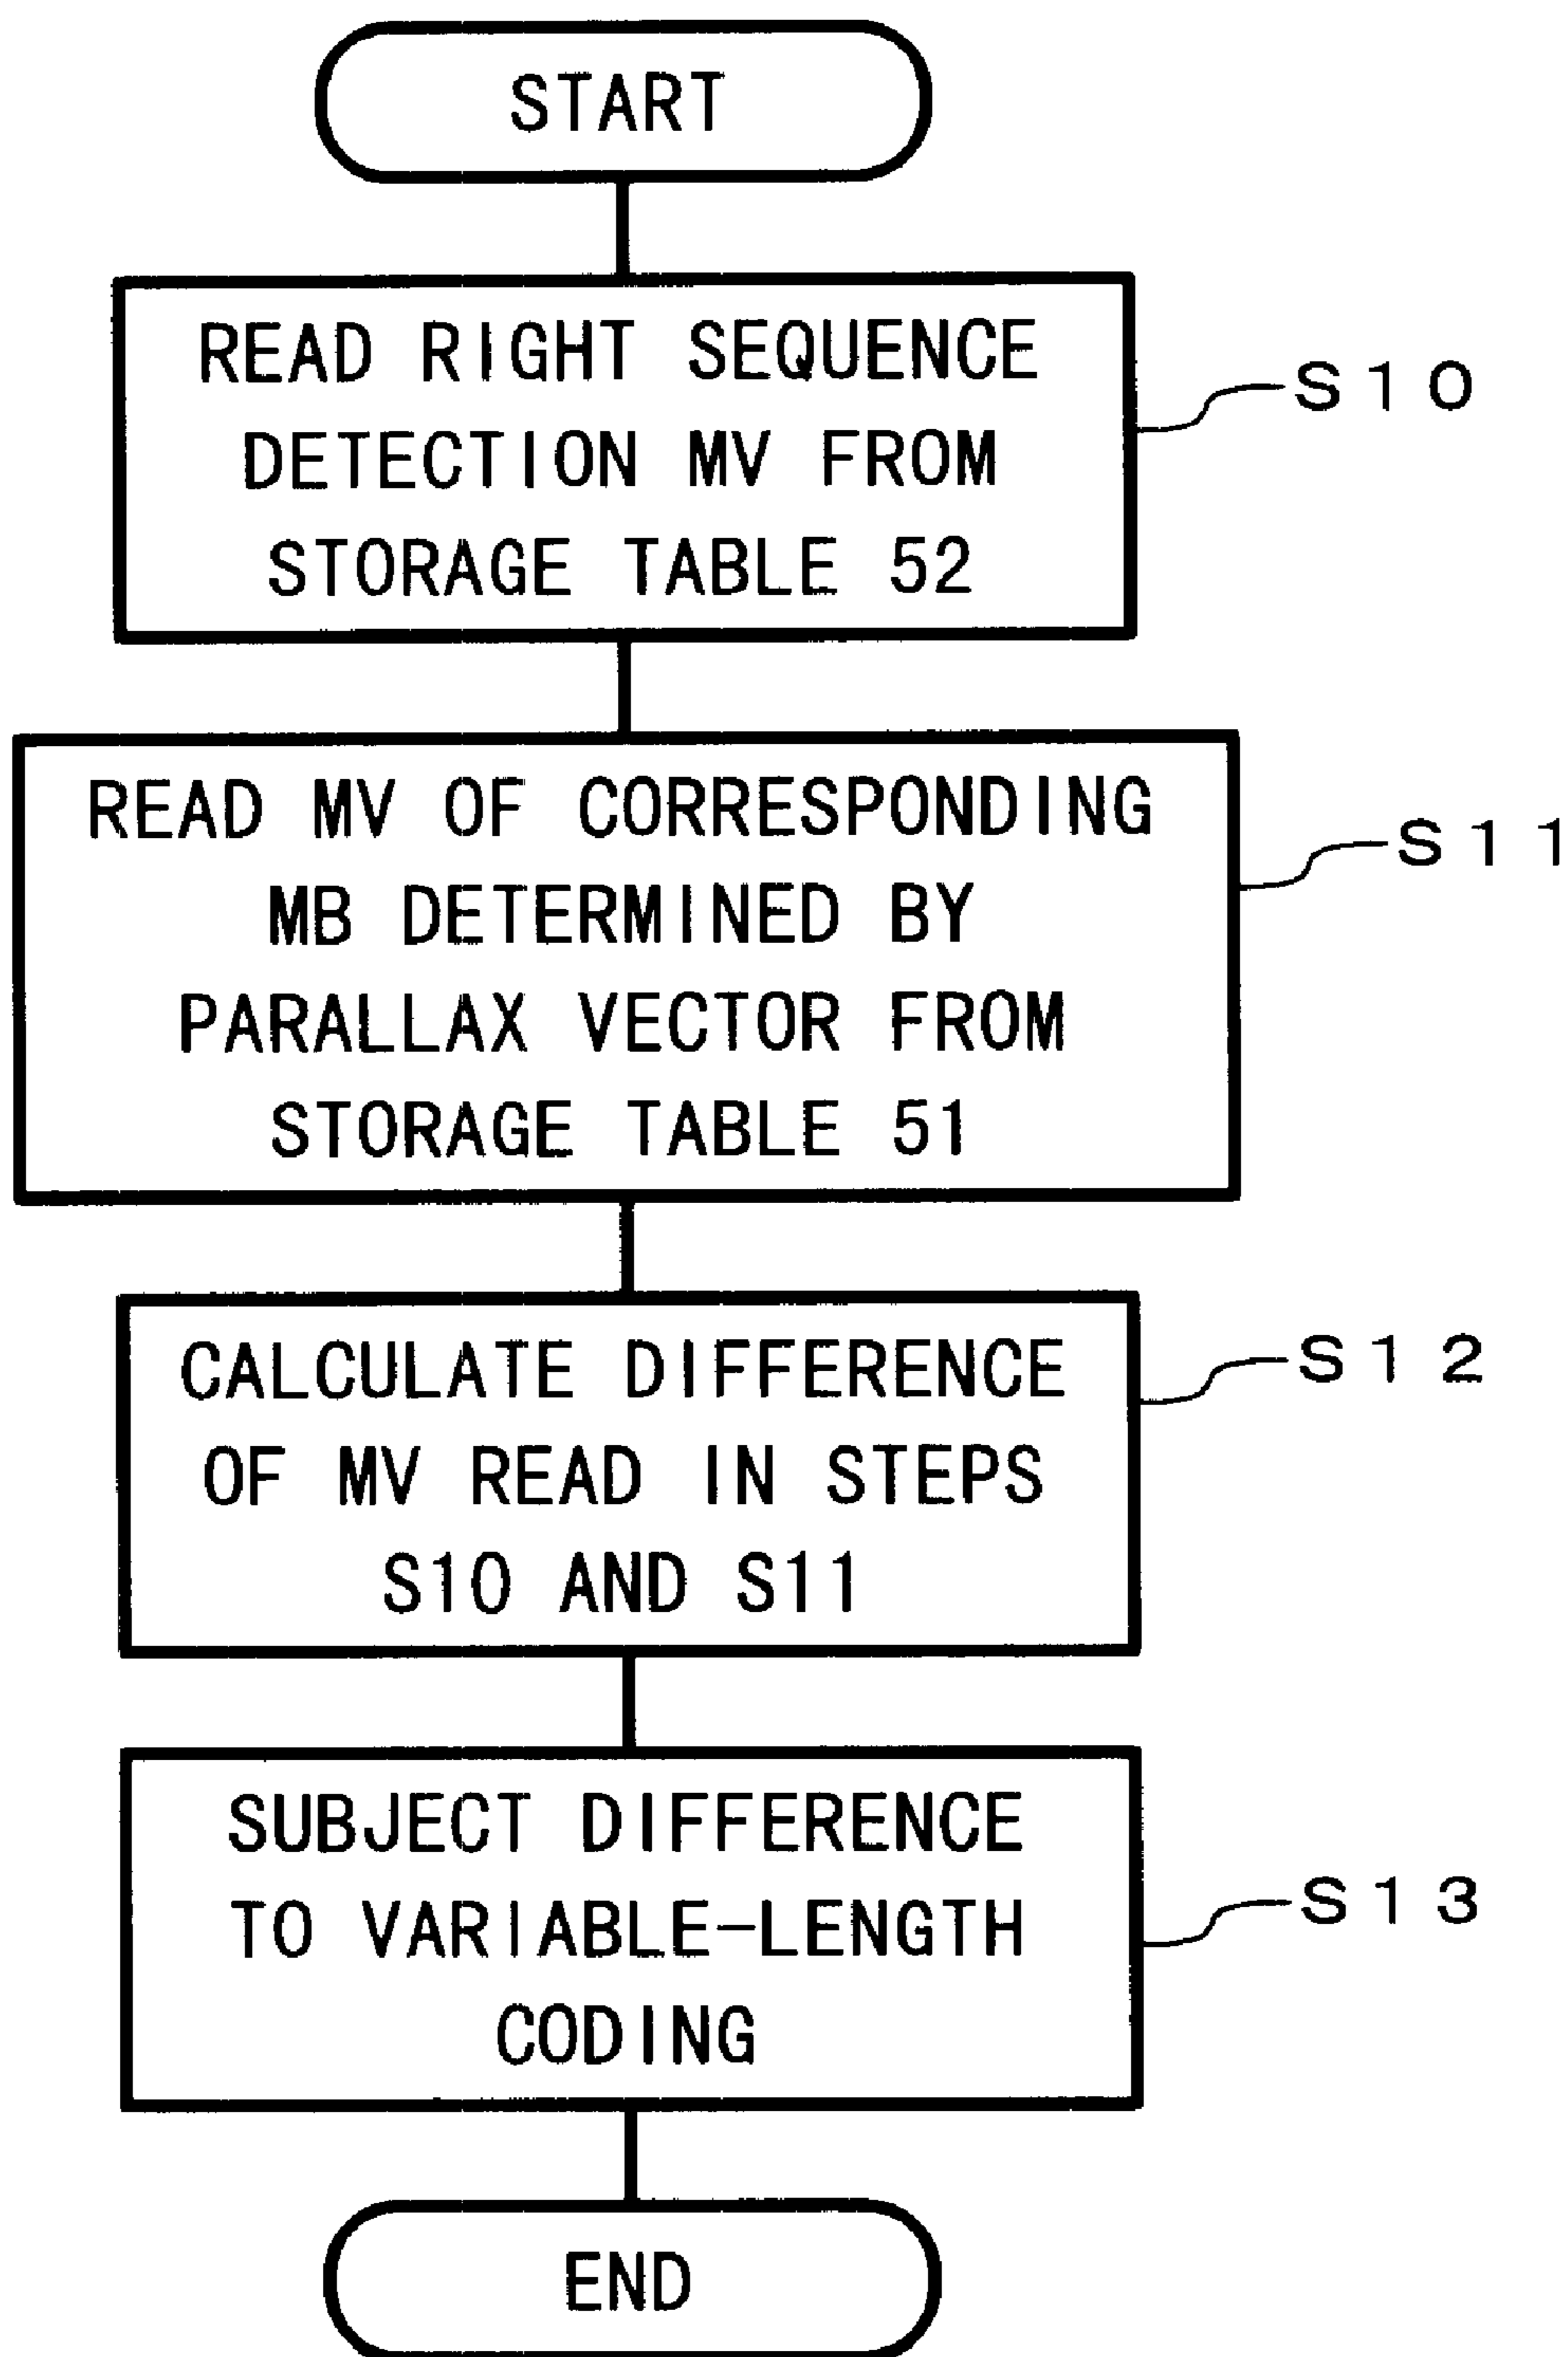 START
READ RIGHT SEQUENCE
DETECTION MV FROM
STORAGE TABLE 52
S10
READ MV OF CORRESPONDING
MB DETERMINED BY
PARALLAX VECTOR FROM
STORAGE TABLE 51
S11
CALCULATE DIFFERENCE
OF MV READ IN STEPS
S10 AND S11
S12
SUBJECT DIFFERENCE
TO VARIABLE-LENGTH
CODING
S13
END